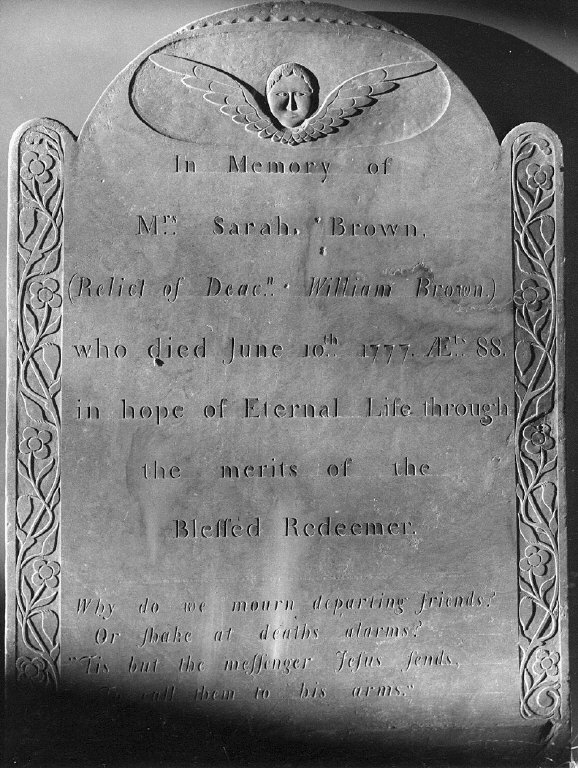 In Memory of
Mrs. Sarah. Brown,
(Relict of Deacn. William Brown.)
who died June 10th. 1777. Æts. 88.
in hope of Eternal Life through
the merits of the
Bleſſed Redeemer.
Why do we mourn departing friends?
Or ſhake at deaths alarms?
"Tis but the meſſenger Jeſus ſends,
To call them to his arms."